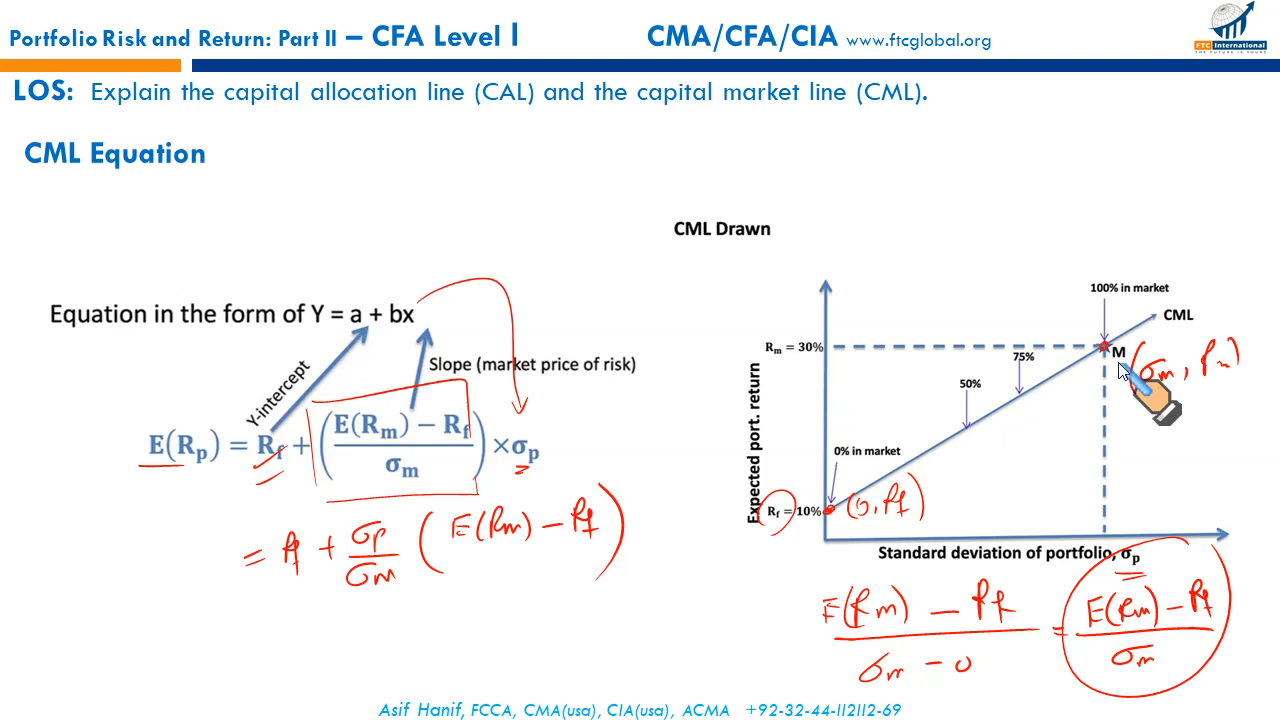 Portfolio Risk and Return: Part II – CFA Level I
CMA/CFA/CIA www.ftcglobal.org
FTC International
LOS: Explain the capital allocation line (CAL) and the capital market line (CML).
CML Equation
CML Drawn
Equation in the form of Y = a + bx
Y-intercept
Slope (market price of risk)
E(Rp) = Rf + ((E(Rm) − Rf) / σm) × σp
= Rf + σp/σm (E(Rm) − Rf)
100% in market
CML
Rm = 30%
M (σm, Rm)
75%
50%
0% in market
Expected port. return
Rf = 10% (0, Rf)
Standard deviation of portfolio, σp
E(Rm) − Rf / σm − 0 = E(Rm) − Rf / σm
Asif Hanif, FCCA, CMA(usa), CIA(usa), ACMA +92-32-44-112112-69